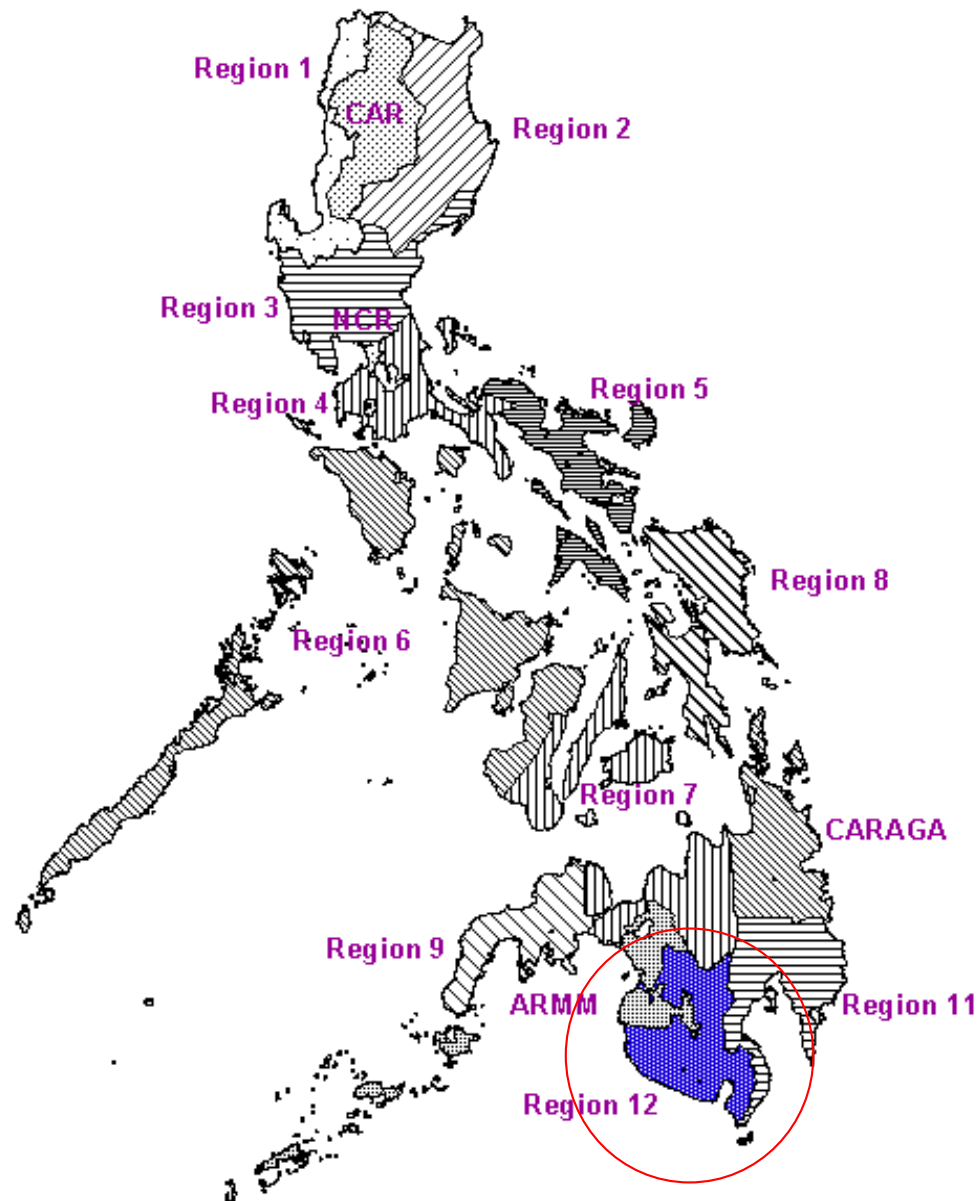 Region 1
CAR
Region 2
Region 3
NCR
Region 4
Region 5
Region 8
Region 6
Region 7
CARAGA
Region 9
ARMM
Region 11
Region 12